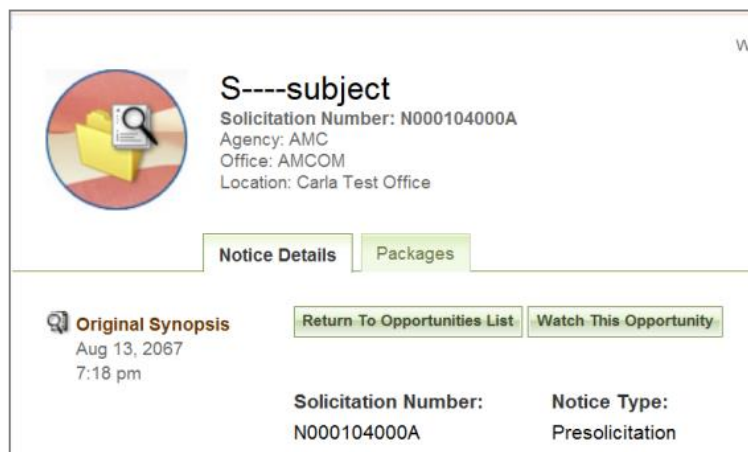 W
S----subject
Solicitation Number: N000104000A
Agency: AMC
Office: AMCOM
Location: Carla Test Office
Notice Details Packages
Original Synopsis
Aug 13, 2067
7:18 pm
Return To Opportunities List Watch This Opportunity
Solicitation Number: Notice Type:
N000104000A Presolicitation